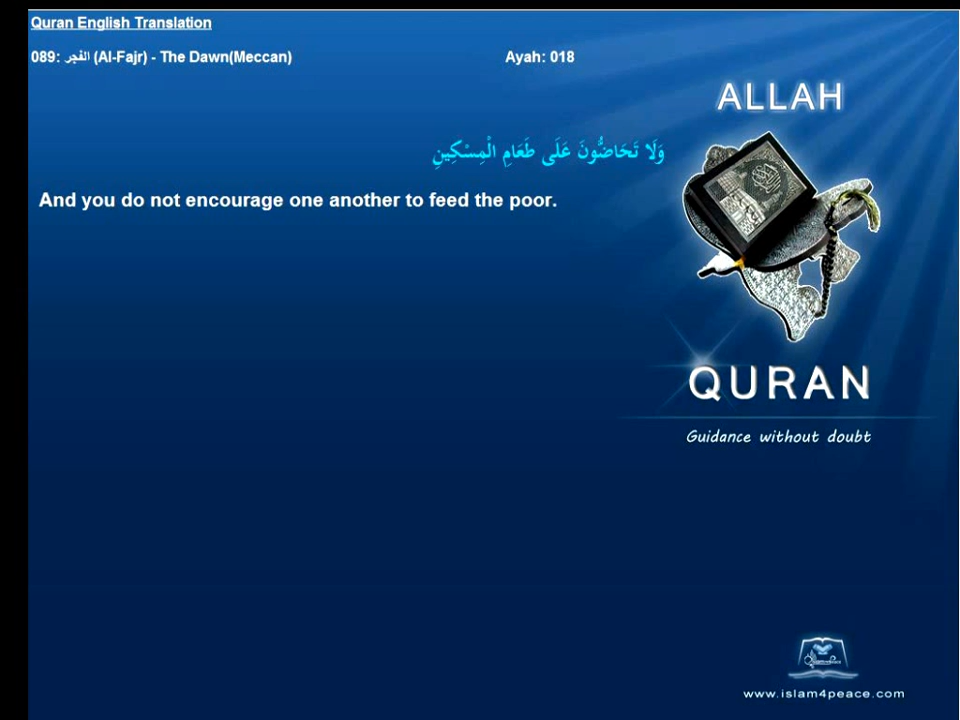 Quran English Translation
089: الفجر (Al-Fajr) - The Dawn(Meccan)
Ayah: 018
ALLAH
وَلَا تَحَاضُّونَ عَلَى طَعَامِ الْمِسْكِينِ
And you do not encourage one another to feed the poor.
QURAN
Guidance without doubt
www.islam4peace.com